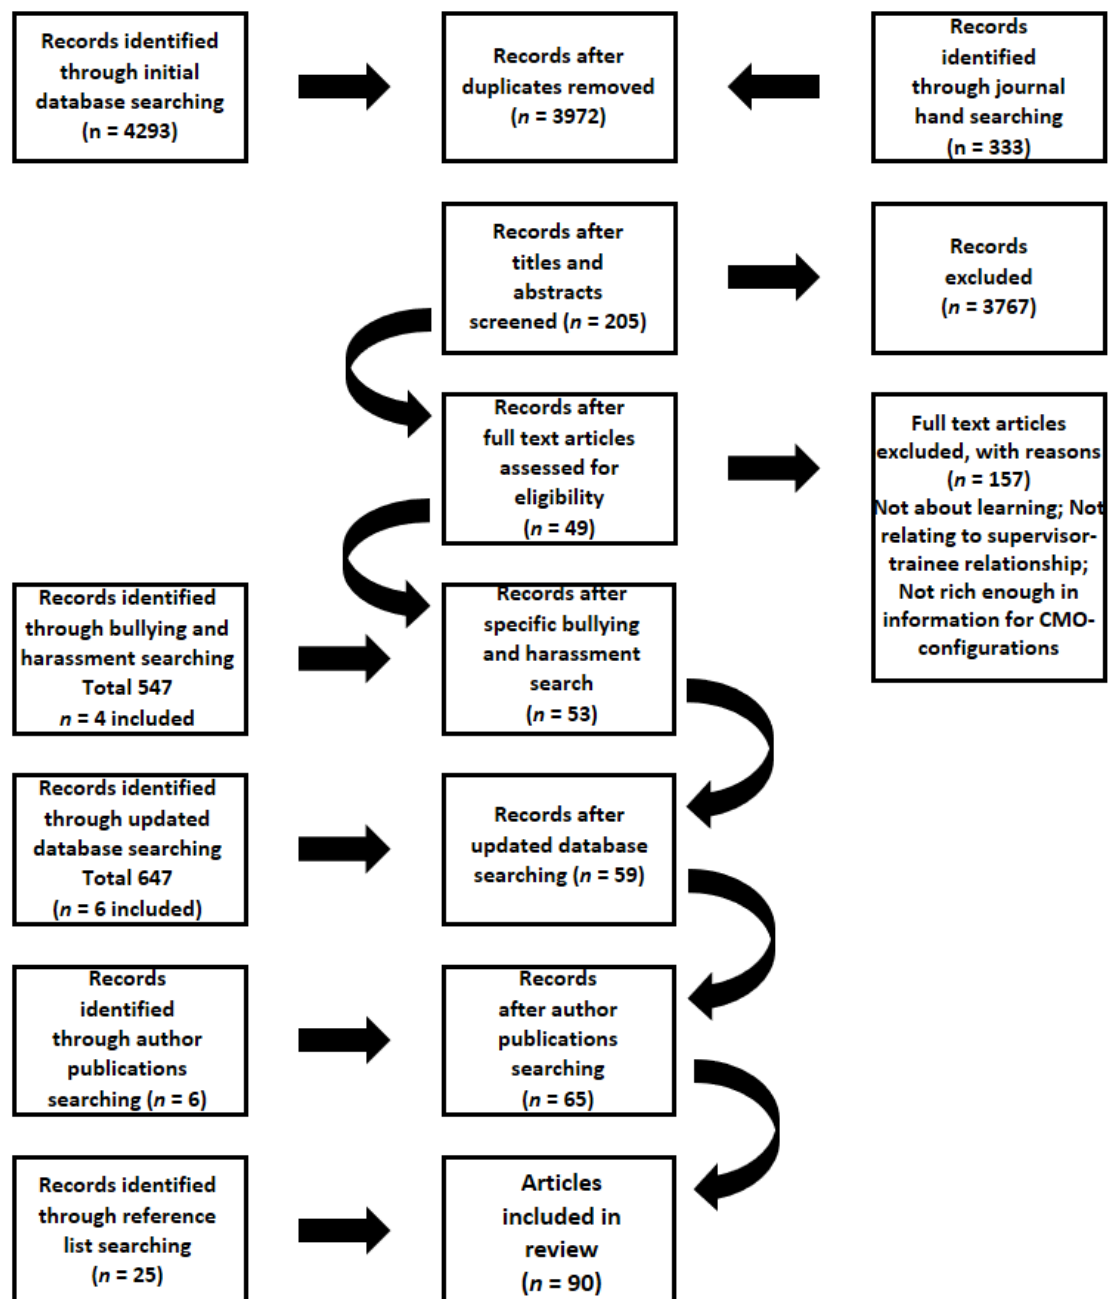 Records identified
through initial
database searching
(n = 4293)
Records after
duplicates removed
(n = 3972)
Records
identified
through journal
hand searching
(n = 333)
Records after
titles and
abstracts
screened (n = 205)
Records
excluded
(n = 3767)
Records after
full text articles
assessed for
eligibility
(n = 49)
Full text articles
excluded, with reasons
(n = 157)
Not about learning; Not
relating to supervisor-
trainee relationship;
Not rich enough in
information for CMO-
configurations
Records identified
through bullying and
harassment searching
Total 547
n = 4 included
Records after
specific bullying
and harassment
search
(n = 53)
Records identified
through updated
database searching
Total 647
(n = 6 included)
Records after
updated database
searching (n = 59)
Records
identified
through author
publications
searching (n = 6)
Records
after author
publications
searching
(n = 65)
Records identified
through reference
list searching
(n = 25)
Articles
included in
review
(n = 90)